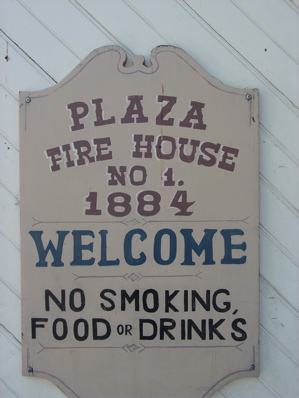 PLAZA
FIRE HOUSE
NO 1.
1884
WELCOME
NO SMOKING,
FOOD OR DRINKS